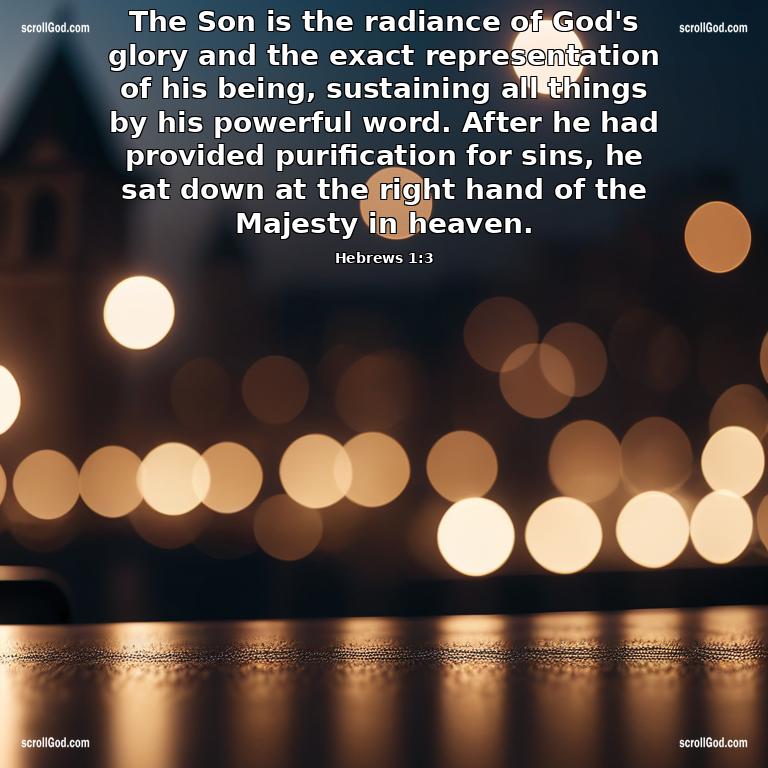 scrollGod.com
scrollGod.com
The Son is the radiance of God's
glory and the exact representation
of his being, sustaining all things
by his powerful word. After he had
provided purification for sins, he
sat down at the right hand of the
Majesty in heaven.
Hebrews 1:3
scrollGod.com
scrollGod.com